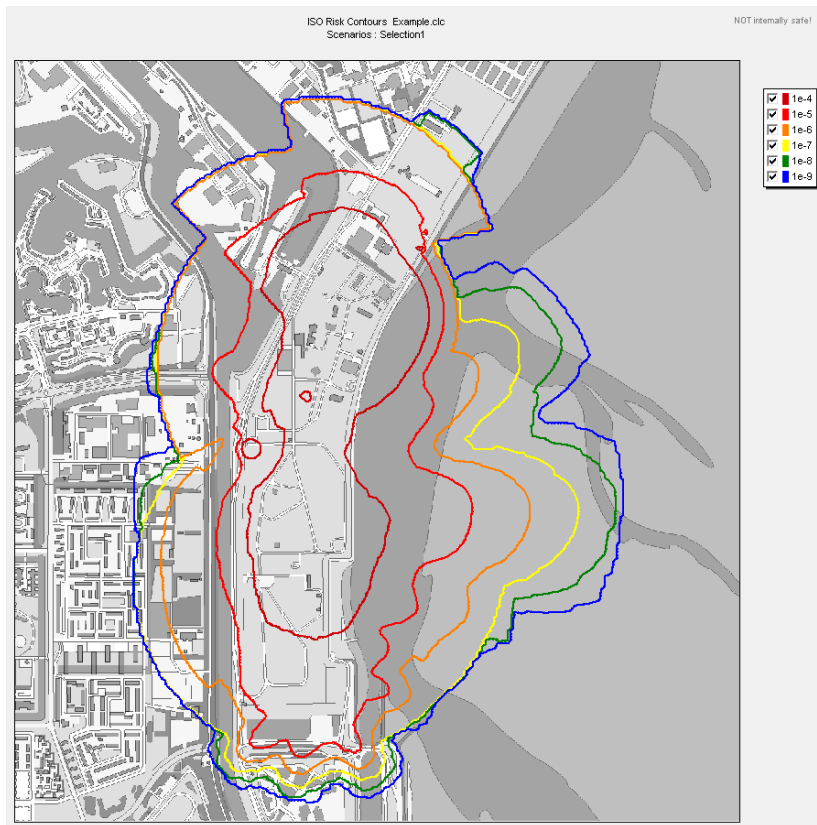 ISO Risk Contours Example.clc
Scenarios : Selection1
NOT internally safe!
1e-4
1e-5
1e-6
1e-7
1e-8
1e-9